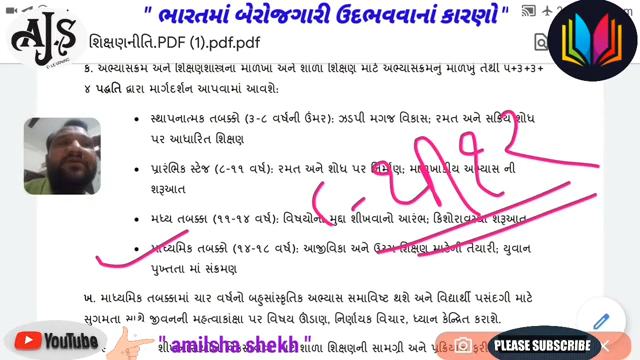 " ભારતમાં બેરોજગારી ઉદભવવાનાં કારણો"
AJS
શિક્ષણનીતિ.PDF (1).pdf.pdf
ક. અભ્યાસક્રમ અને શિક્ષણશાસ્ત્રના માળખા અને શાળા શિક્ષણ માટે અભ્યાસક્રમનું માળખુ તેથી ૫+૩+૩+
૪ પદ્ધતિ દ્વારા માર્ગદર્શન આપવામાં આવશે:
• સ્થાપનાત્મક તબક્કો (૩-૮ વર્ષની ઉંમર): ઝડપી મગજ વિકાસ; રમત અને સક્રિય શોધ
પર આધારિત શિક્ષણ
• પ્રારંભિક સ્ટેજ (૮-૧૧ વર્ષ): રમત અને શોધ પર નિર્માણ; અભ્યાસ ની
શરૂઆત
• મધ્ય તબક્કા (૧૧-૧૪ વર્ષ): વિષયોના મુદ્દા શીખવાનો આરંભ; કિશોરાવસ્થા શરૂઆત
• માધ્યમિક તબક્કો (૧૪-૧૮ વર્ષ): આજીવિકા અને ઉચ્ચ શિક્ષણ માટેની તૈયારી; યુવાન
પુખ્તતા માં સંક્રમણ
ખ. માધ્યમિક તબક્કામાં ચાર વર્ષનો બહુસાંસ્કૃતિક અભ્યાસ સમાવિષ્ટ થશે અને વિદ્યાર્થી પસંદગી માટે
સુગમતા સાથે જીવનની મહત્વાકાંક્ષા પર વિષય ઊંડાણ, નિર્ણાયક વિચાર, ધ્યાન કેન્દ્રિત કરાશે.
શાળા શિક્ષણની સામગ્રી અને
YouTube
" amilsha shekh"
PLEASE SUBSCRIBE